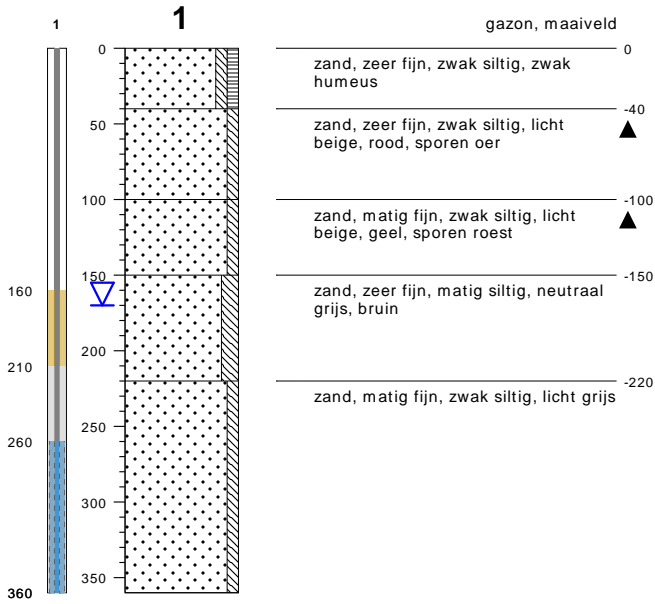 1
1
gazon, maaiveld
0
0
zand, zeer fijn, zwak siltig, zwak
humeus
-40
50
zand, zeer fijn, zwak siltig, licht
beige, rood, sporen oer
100
-100
zand, matig fijn, zwak siltig, licht
beige, geel, sporen roest
150
-150
160
zand, zeer fijn, matig siltig, neutraal
grijs, bruin
200
210
-220
zand, matig fijn, zwak siltig, licht grijs
250
260
300
350
360